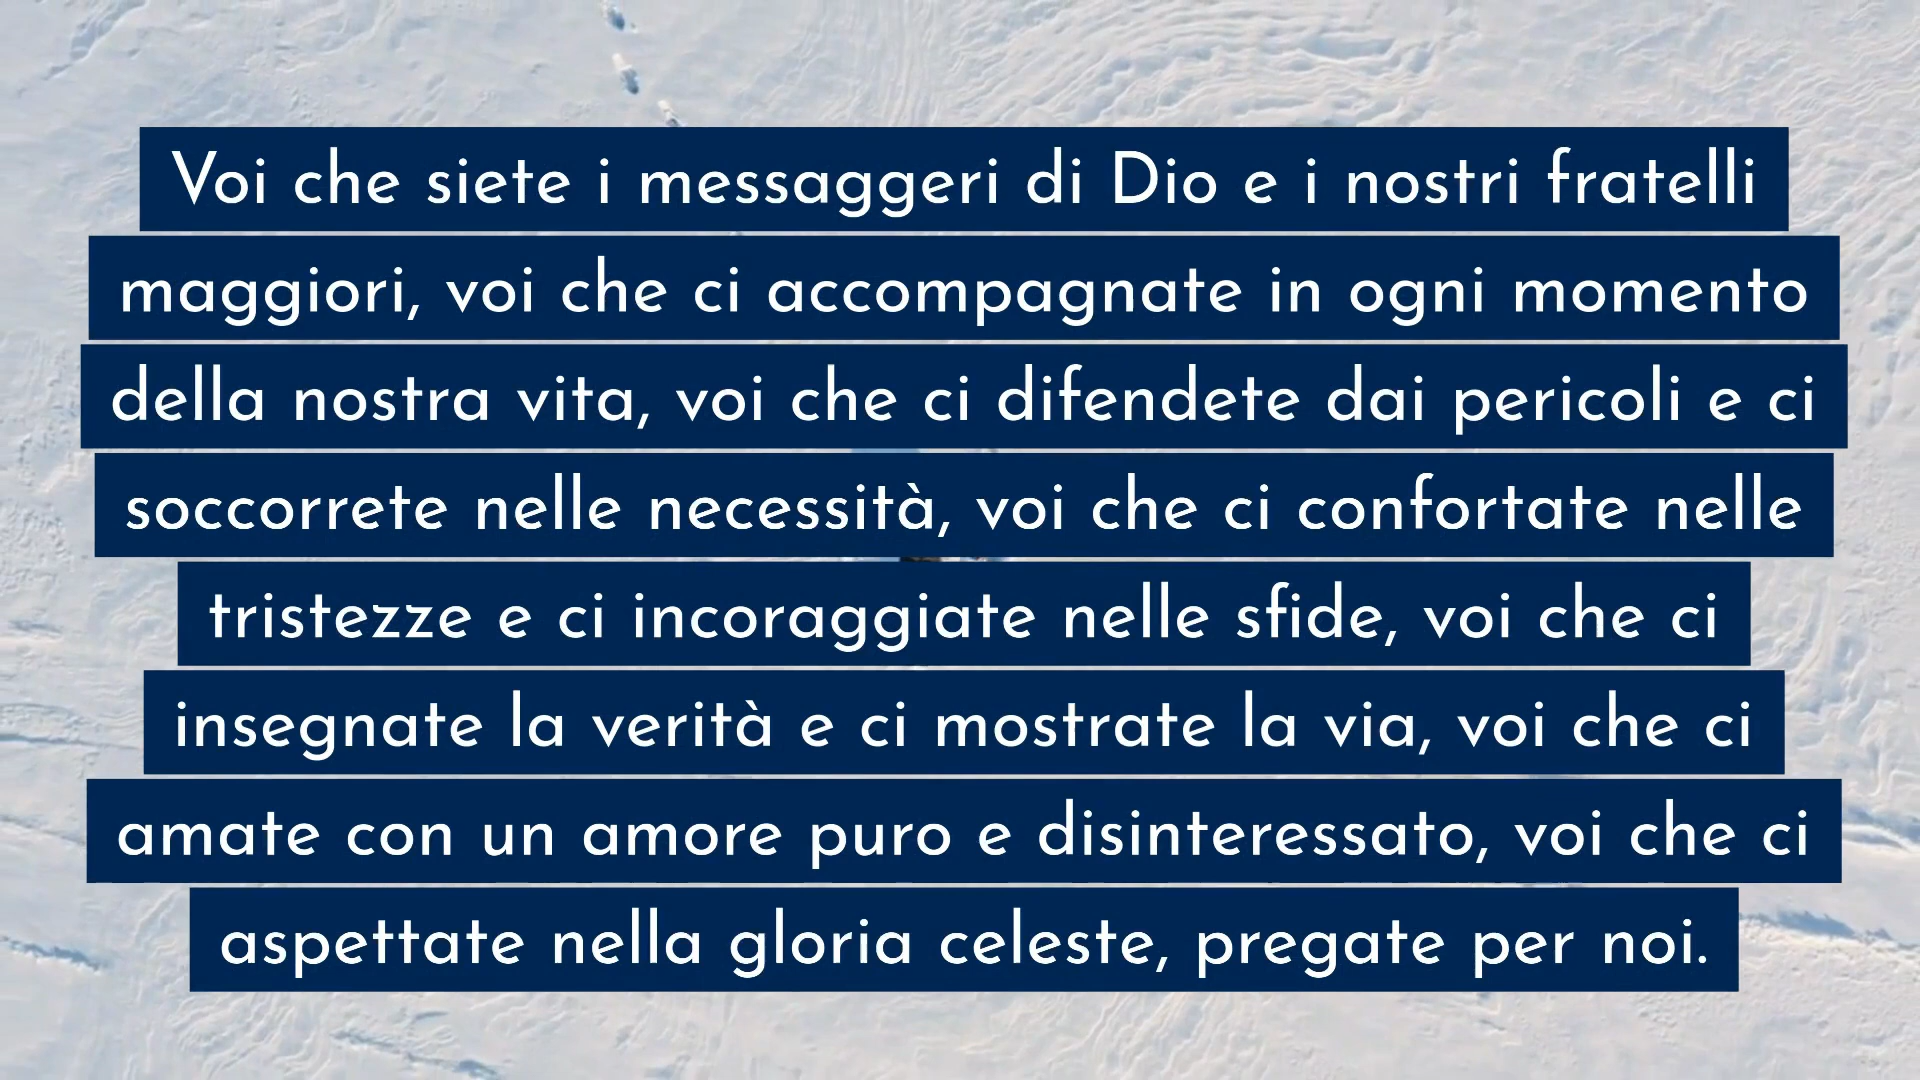 Voi che siete i messaggeri di Dio e i nostri fratelli
maggiori, voi che ci accompagnate in ogni momento
della nostra vita, voi che ci difendete dai pericoli e ci
soccorrete nelle necessità, voi che ci confortate nelle
tristezze e ci incoraggiate nelle sfide, voi che ci
insegnate la verità e ci mostrate la via, voi che ci
amate con un amore puro e disinteressato, voi che ci
aspettate nella gloria celeste, pregate per noi.